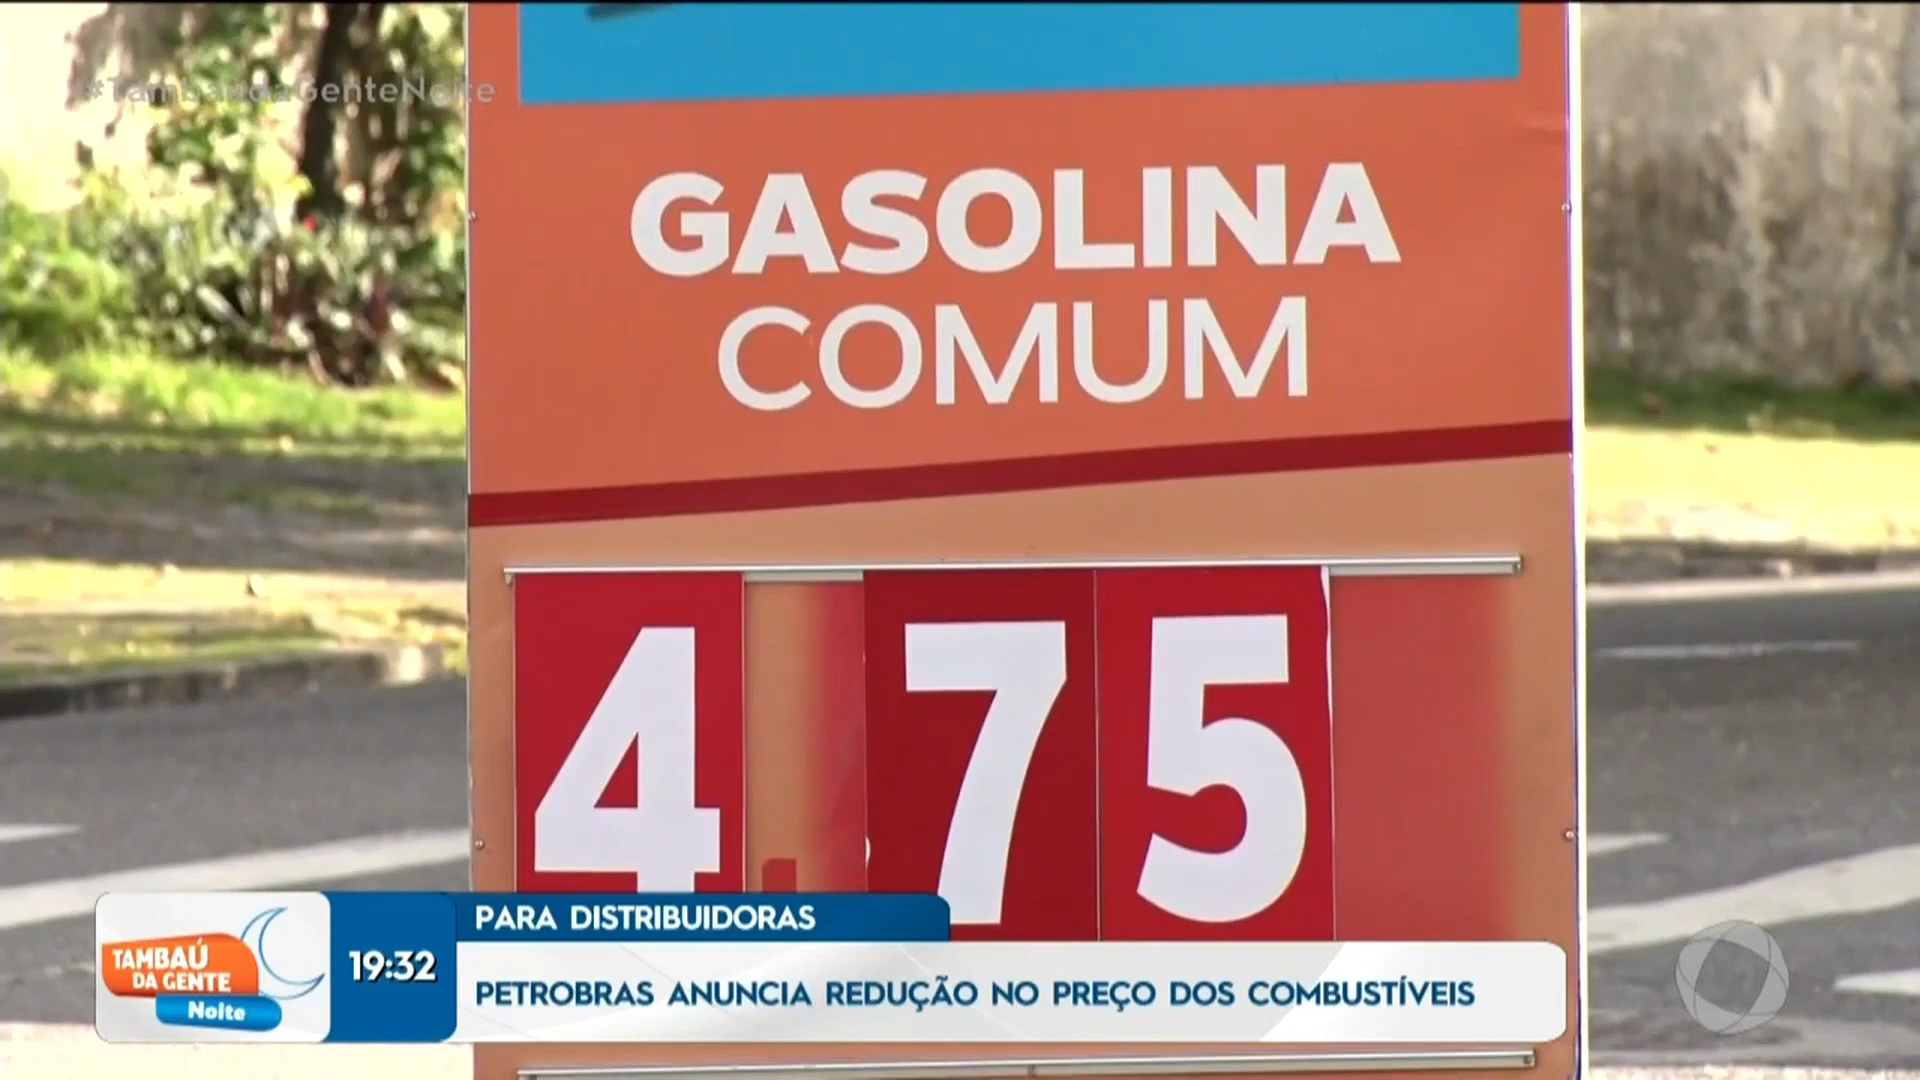 #TambaúdaGenteNoite
GASOLINA
COMUM
4.75
PARA DISTRIBUIDORAS
TAMBAÚ
DA GENTE
Noite
19:32
PETROBRAS ANUNCIA REDUÇÃO NO PREÇO DOS COMBUSTÍVEIS